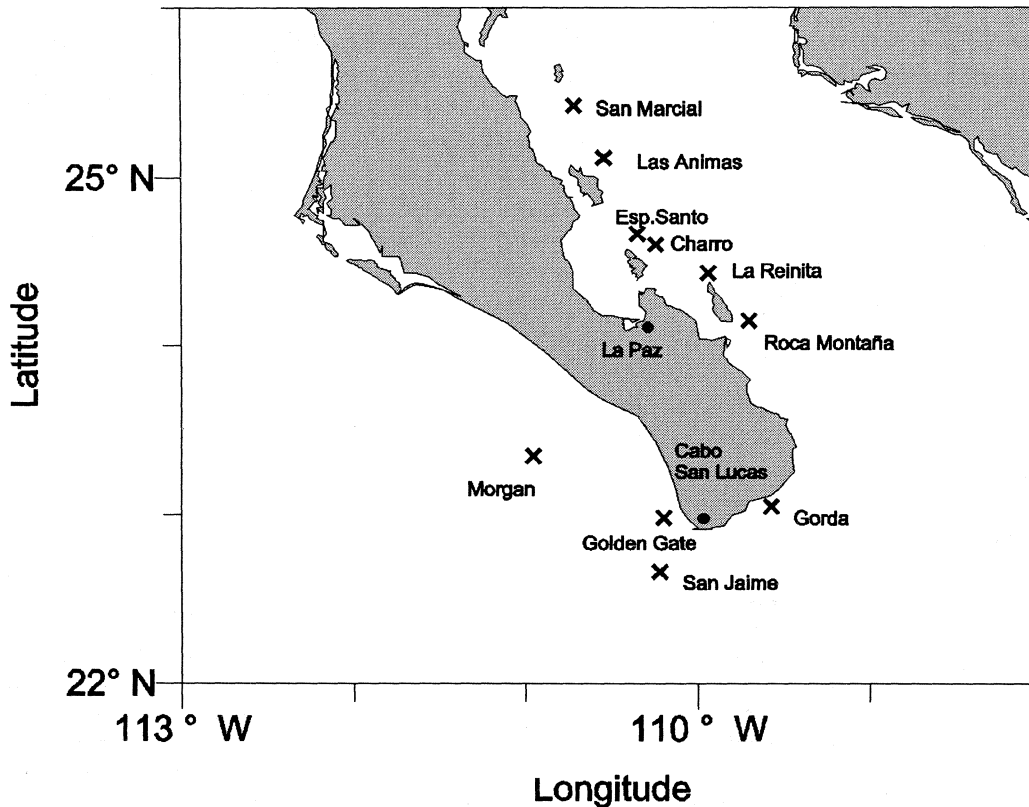 San Marcial
Las Animas
25° N
Esp.Santo
Charro
La Reinita
Latitude
Roca Montaña
La Paz
Cabo
San Lucas
Morgan
Gorda
Golden Gate
San Jaime
22° N
113 ° W
110 ° W
Longitude